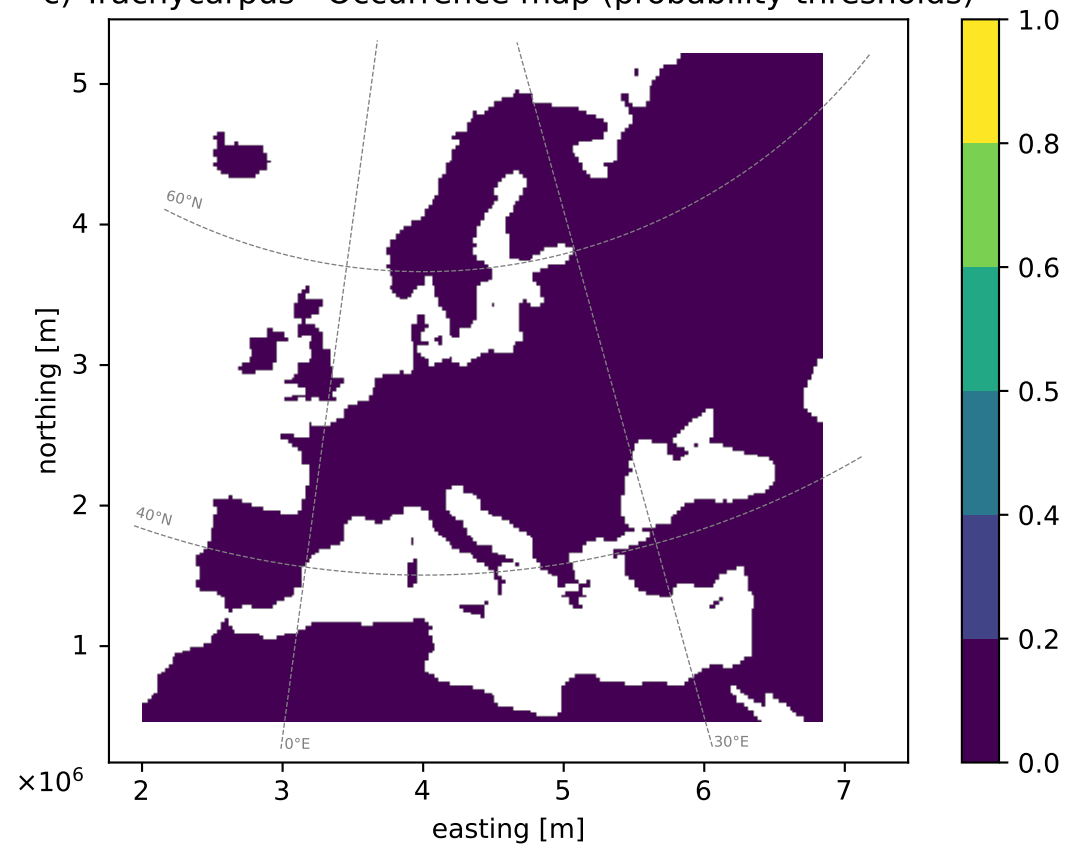 c) Trachycarpus - Occurrence map (probability thresholds)
1.0
5
0.8
60°N
4
0.6
northing [m]
3
0.5
40°N
2
0.4
1
0.2
0°E
30°E
0.0
×10⁶
2 3 4 5 6 7
easting [m]